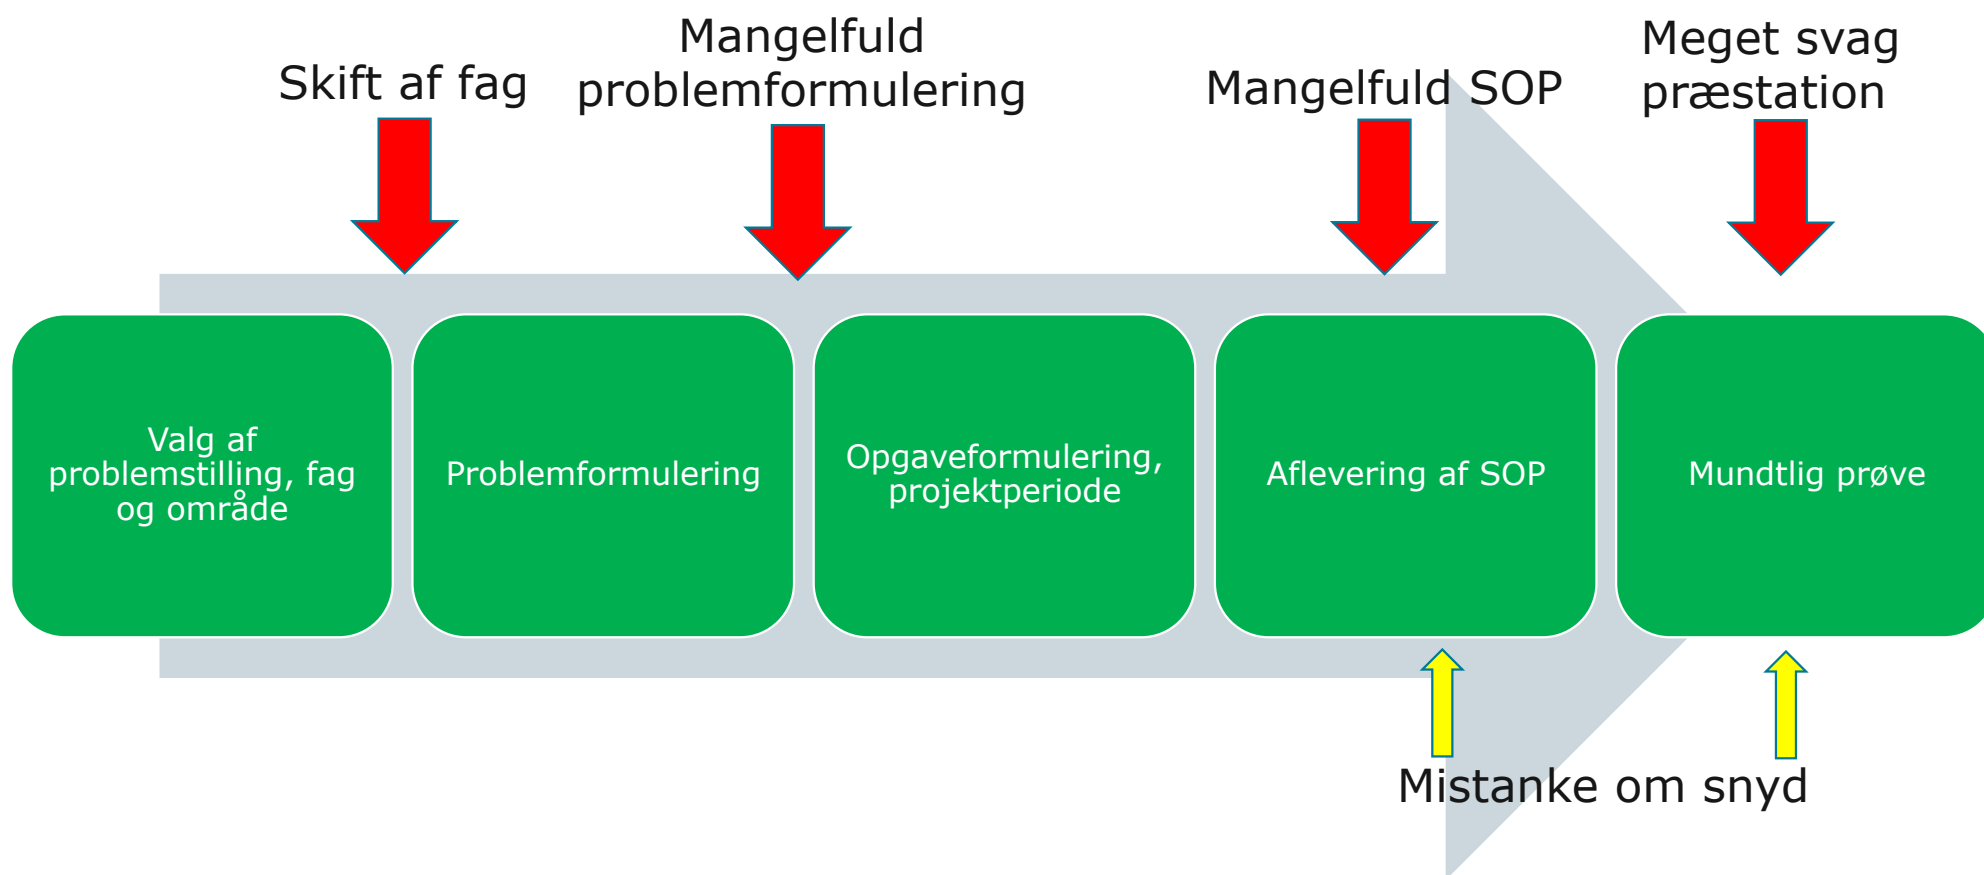 Skift af fag
Mangelfuld
problemformulering
Mangelfuld SOP
Meget svag
præstation
Valg af
problemstilling, fag
og område
Problemformulering
Opgaveformulering,
projektperiode
Aflevering af SOP
Mundtlig prøve
Mistanke om snyd